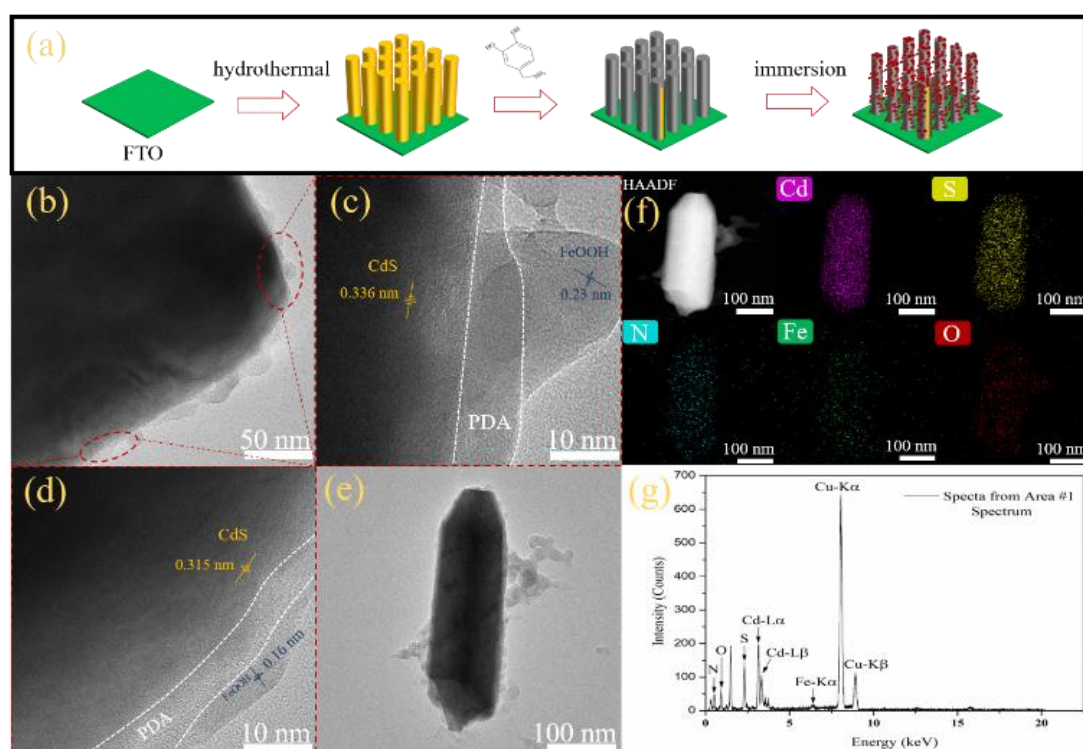 (a)
hydrothermal
immersion
FTO
HO
OH
NH₂
(b)
50 nm
(c)
CdS
0.336 nm
FeOOH
0.23 nm
PDA
10 nm
HAADF
(f)
100 nm
Cd
100 nm
S
100 nm
N
100 nm
Fe
100 nm
O
100 nm
(d)
CdS
0.315 nm
FeOOH 0.16 nm
PDA
10 nm
(e)
100 nm
(g)
Specta from Area #1
Spectrum
Intensity (Counts)
700
600
500
400
300
200
100
0
N
O
S
Cd-Lα
Cd-Lβ
Fe-Kα
Cu-Kα
Cu-Kβ
0 5 10 15 20
Energy (keV)